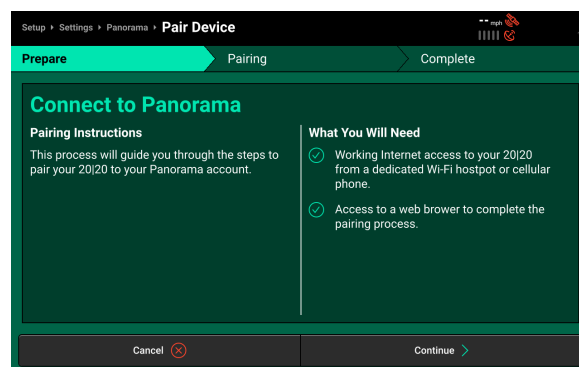 Setup ▸ Settings ▸ Panorama ▸ Pair Device
-- mph
Prepare
Pairing
Complete
Connect to Panorama
Pairing Instructions
This process will guide you through the steps to
pair your 20|20 to your Panorama account.
What You Will Need
Working Internet access to your 20|20
from a dedicated Wi-Fi hostpot or cellular
phone.
Access to a web brower to complete the
pairing process.
Cancel
Continue